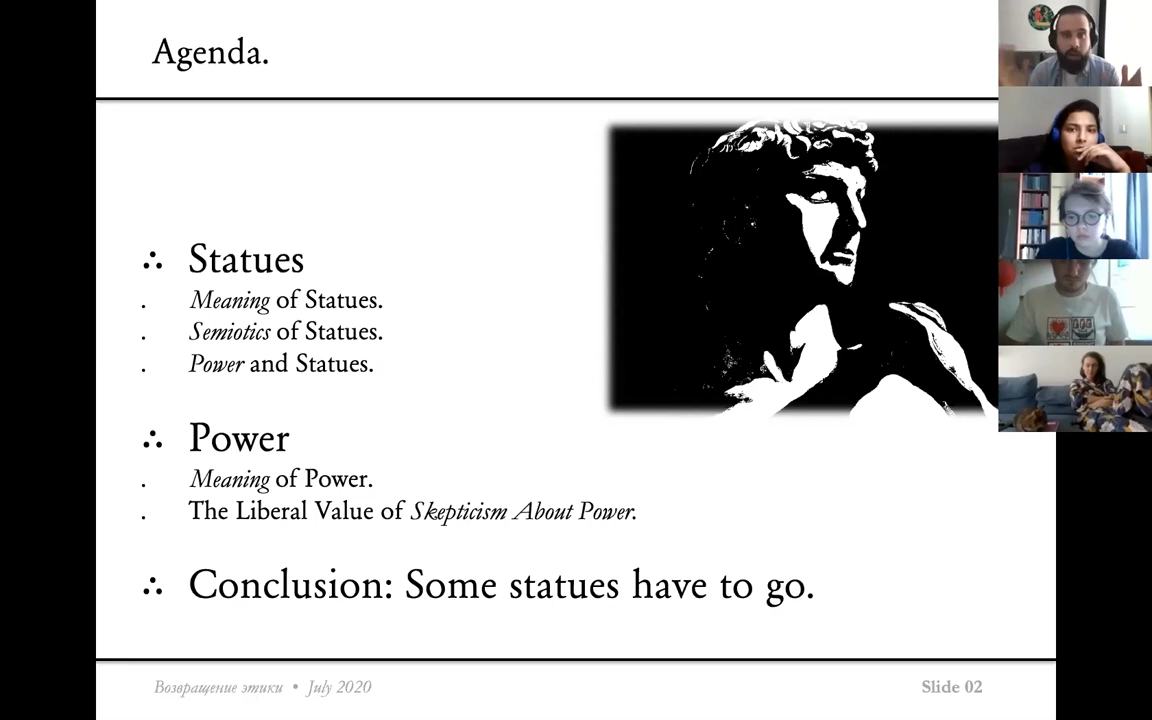 Agenda.
∴ Statues
. Meaning of Statues.
. Semiotics of Statues.
. Power and Statues.
∴ Power
. Meaning of Power.
. The Liberal Value of Skepticism About Power.
∴ Conclusion: Some statues have to go.
Возвращение этики • July 2020
Slide 02